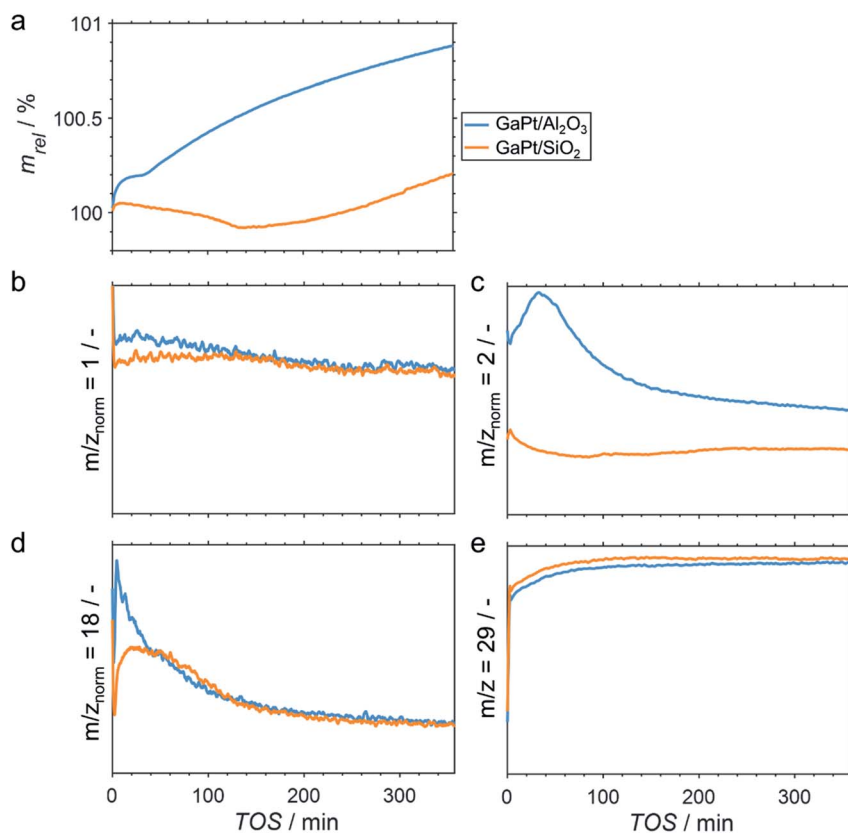 a
101
100.5
100
m_rel / %
GaPt/Al₂O₃
GaPt/SiO₂
b
m/z_norm = 1 / -
c
m/z_norm = 2 / -
d
m/z_norm = 18 / -
0 100 200 300
TOS / min
e
m/z = 29 / -
0 100 200 300
TOS / min